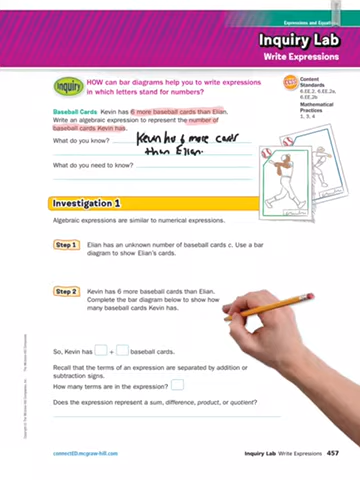 Expressions and Equations
Inquiry Lab
Write Expressions
Inquiry
HOW can bar diagrams help you to write expressions
in which letters stand for numbers?
Content
Standards
6.EE.2, 6.EE.2a,
6.EE.2b
Mathematical
Practices
1, 3, 4
Baseball Cards Kevin has 6 more baseball cards than Elian.
Write an algebraic expression to represent the number of
baseball cards Kevin has.
What do you know? Kevin has 6 more cards
than Elian.
What do you need to know?
Investigation 1
Algebraic expressions are similar to numerical expressions.
Step 1 Elian has an unknown number of baseball cards c. Use a bar
diagram to show Elian's cards.
Step 2 Kevin has 6 more baseball cards than Elian.
Complete the bar diagram below to show how
many baseball cards Kevin has.
So, Kevin has + baseball cards.
Recall that the terms of an expression are separated by addition or
subtraction signs.
How many terms are in the expression?
Does the expression represent a sum, difference, product, or quotient?
connectED.mcgraw-hill.com
Inquiry Lab Write Expressions 457